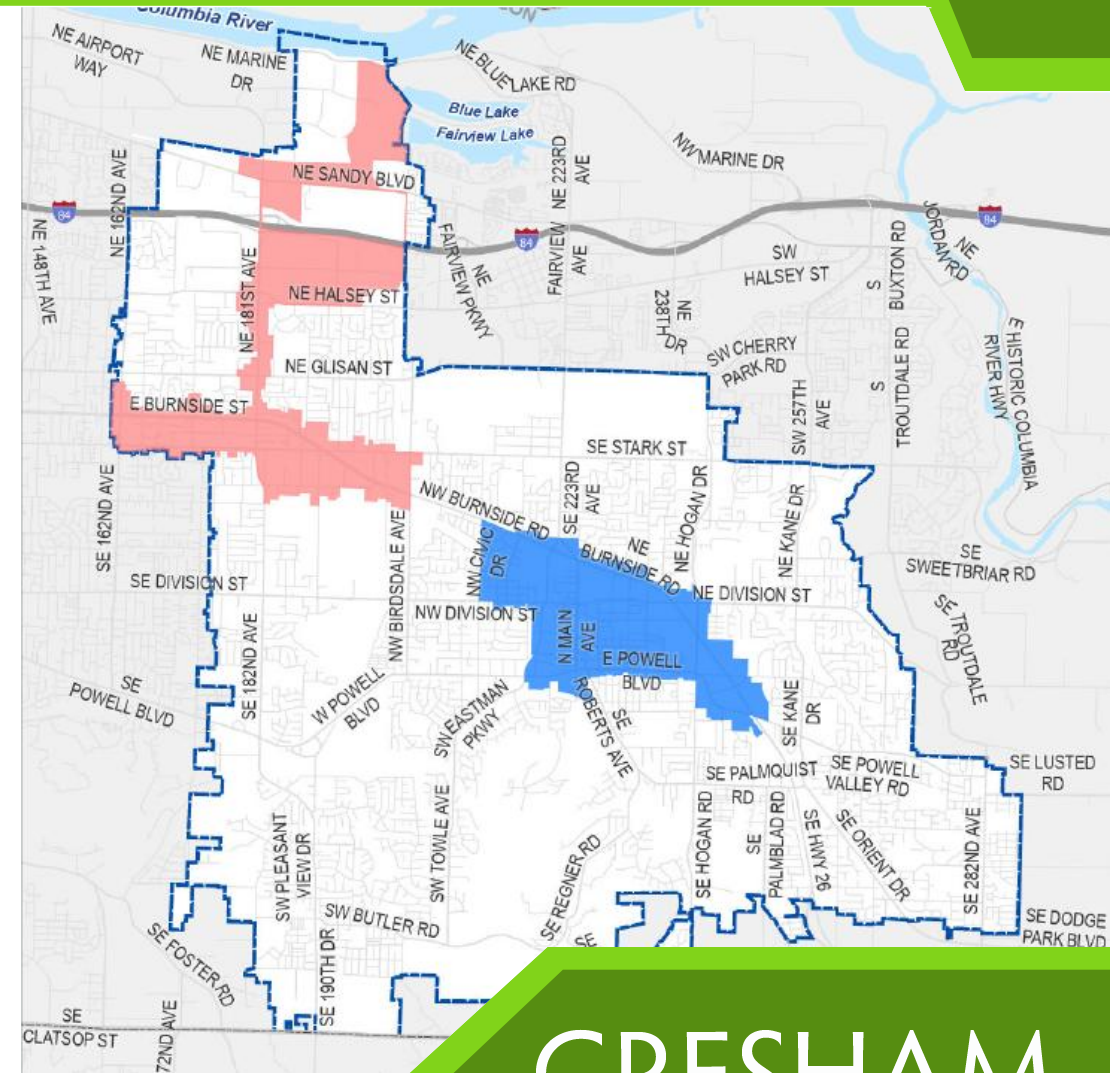 Columbia River
NE AIRPORT
WAY
NE MARINE
DR
NE BLUE LAKE RD
Blue Lake
Fairview Lake
NW MARINE DR
NE SANDY BLVD
NE 162ND AVE
NE 223RD
AVE
84
84
84
NE 148TH AVE
NE 181ST AVE
NE
FAIRVIEW PKWY
FAIRVIEW
AVE
SW
HALSEY ST
S
BUXTON RD
NE
JORDAN RD
NE HALSEY ST
NE
238TH DR
SW CHERRY
PARK RD
E HISTORIC COLUMBIA
RIVER HWY
NE GLISAN ST
S
TROUTDALE RD
SW 257TH
AVE
E BURNSIDE ST
SE STARK ST
SE 162ND AVE
NW BURNSIDE RD
SE 223RD
AVE
NE HOGAN DR
NE KANE DR
NW CIVIC
DR
NE
BURNSIDE RD
SE
SWEETBRIAR RD
SE DIVISION ST
NW BIRDSDALE AVE
NW DIVISION ST
NE DIVISION ST
SE TROUTDALE
RD
SE 182ND AVE
N MAIN
AVE
E POWELL
BLVD
SE
POWELL BLVD
W POWELL
BLVD
SW EASTMAN
PKWY
SE
ROBERTS AVE
SE KANE
DR
SE PALMQUIST
RD
SE POWELL
VALLEY RD
SE LUSTED
RD
SW PLEASANT
VIEW DR
SW TOWLE AVE
SE REGNER RD
SE HOGAN RD
SE
PALMBLAD RD
SE HWY 26
SE ORIENT DR
SE 282ND AVE
SW BUTLER RD
SE DODGE
PARK BLVD
SE FOSTER RD
SE 190TH DR
SE
SE
CLATSOP ST
72ND AVE
GRESHAM